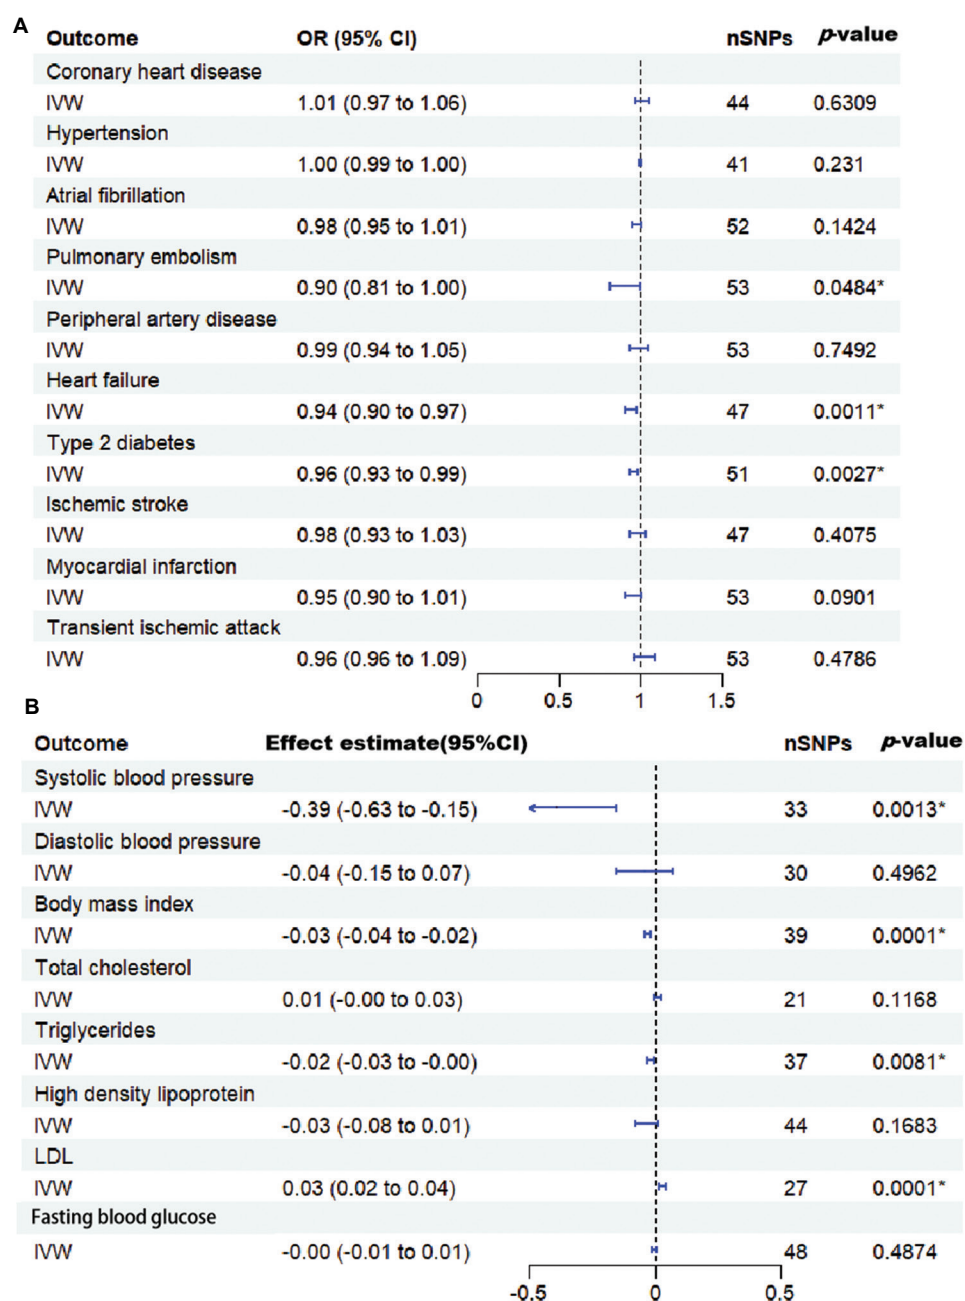 A
Outcome OR (95% CI) nSNPs p-value
Coronary heart disease
IVW 1.01 (0.97 to 1.06) 44 0.6309
Hypertension
IVW 1.00 (0.99 to 1.00) 41 0.231
Atrial fibrillation
IVW 0.98 (0.95 to 1.01) 52 0.1424
Pulmonary embolism
IVW 0.90 (0.81 to 1.00) 53 0.0484*
Peripheral artery disease
IVW 0.99 (0.94 to 1.05) 53 0.7492
Heart failure
IVW 0.94 (0.90 to 0.97) 47 0.0011*
Type 2 diabetes
IVW 0.96 (0.93 to 0.99) 51 0.0027*
Ischemic stroke
IVW 0.98 (0.93 to 1.03) 47 0.4075
Myocardial infarction
IVW 0.95 (0.90 to 1.01) 53 0.0901
Transient ischemic attack
IVW 0.96 (0.96 to 1.09) 53 0.4786
0 0.5 1 1.5
B
Outcome Effect estimate(95%CI) nSNPs p-value
Systolic blood pressure
IVW -0.39 (-0.63 to -0.15) 33 0.0013*
Diastolic blood pressure
IVW -0.04 (-0.15 to 0.07) 30 0.4962
Body mass index
IVW -0.03 (-0.04 to -0.02) 39 0.0001*
Total cholesterol
IVW 0.01 (-0.00 to 0.03) 21 0.1168
Triglycerides
IVW -0.02 (-0.03 to -0.00) 37 0.0081*
High density lipoprotein
IVW -0.03 (-0.08 to 0.01) 44 0.1683
LDL
IVW 0.03 (0.02 to 0.04) 27 0.0001*
Fasting blood glucose
IVW -0.00 (-0.01 to 0.01) 48 0.4874
-0.5 0 0.5